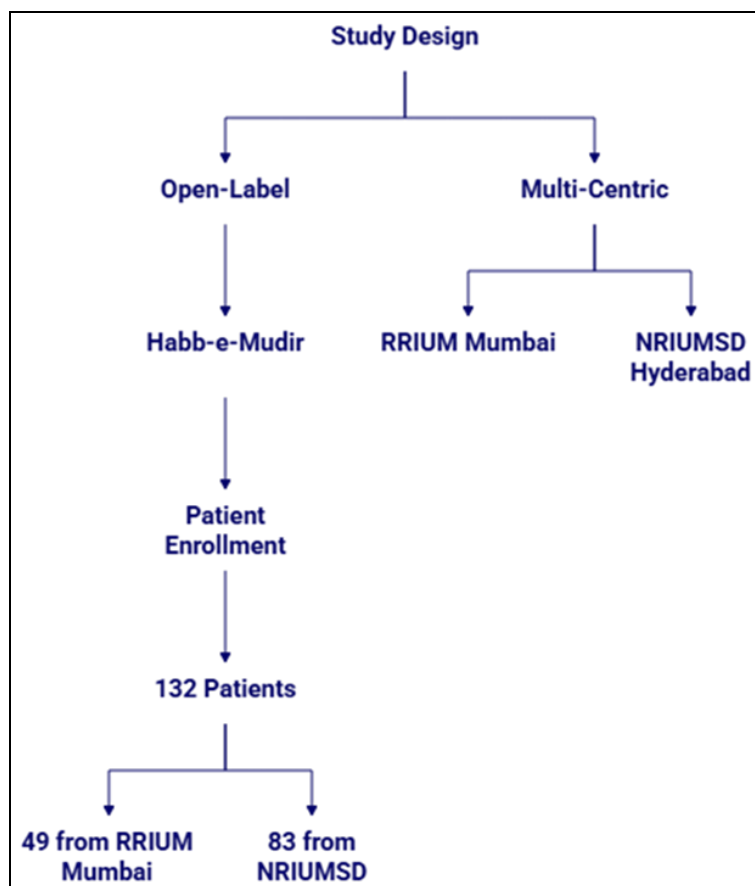 Study Design
Open-Label
Multi-Centric
Habb-e-Mudir
RRIUM Mumbai
NRIUMSD
Hyderabad
Patient
Enrollment
132 Patients
49 from RRIUM
Mumbai
83 from
NRIUMSD